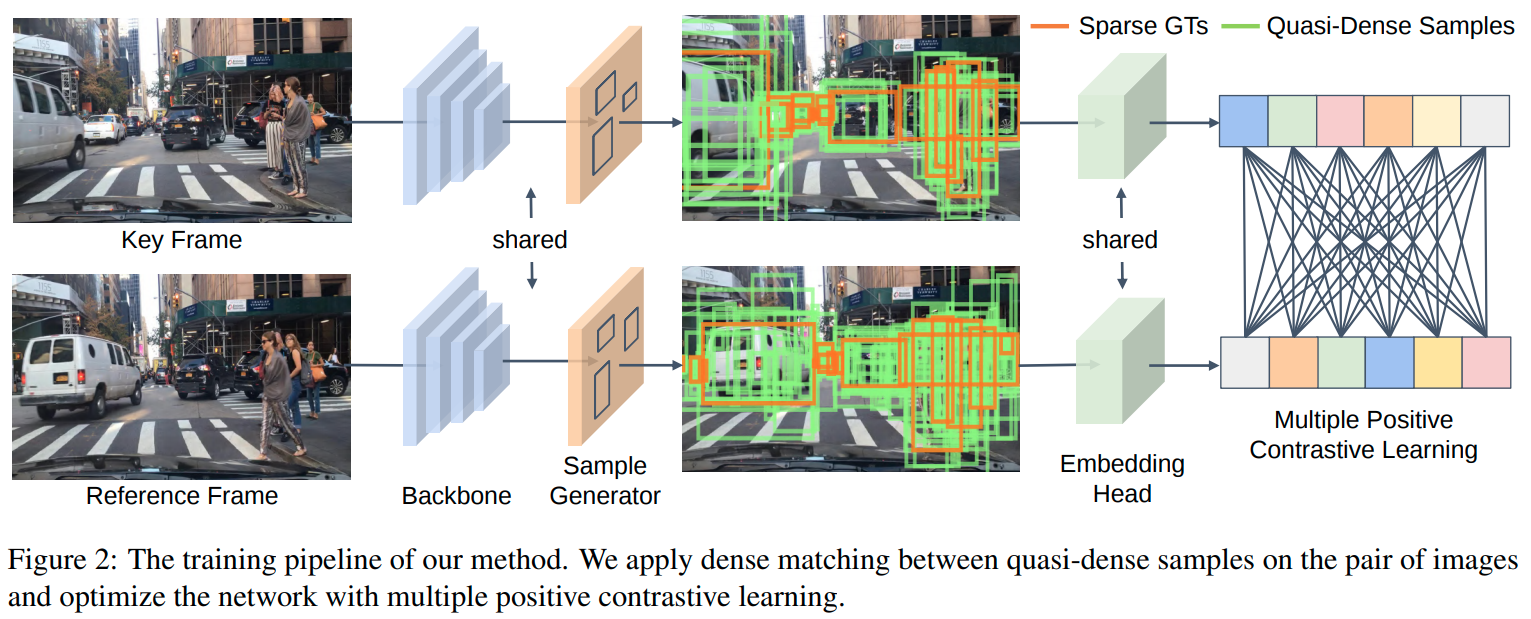 Sparse GTs
Quasi-Dense Samples
Key Frame
shared
shared
Reference Frame
Backbone
Sample
Generator
Embedding
Head
Multiple Positive
Contrastive Learning
Figure 2: The training pipeline of our method. We apply dense matching between quasi-dense samples on the pair of images
and optimize the network with multiple positive contrastive learning.